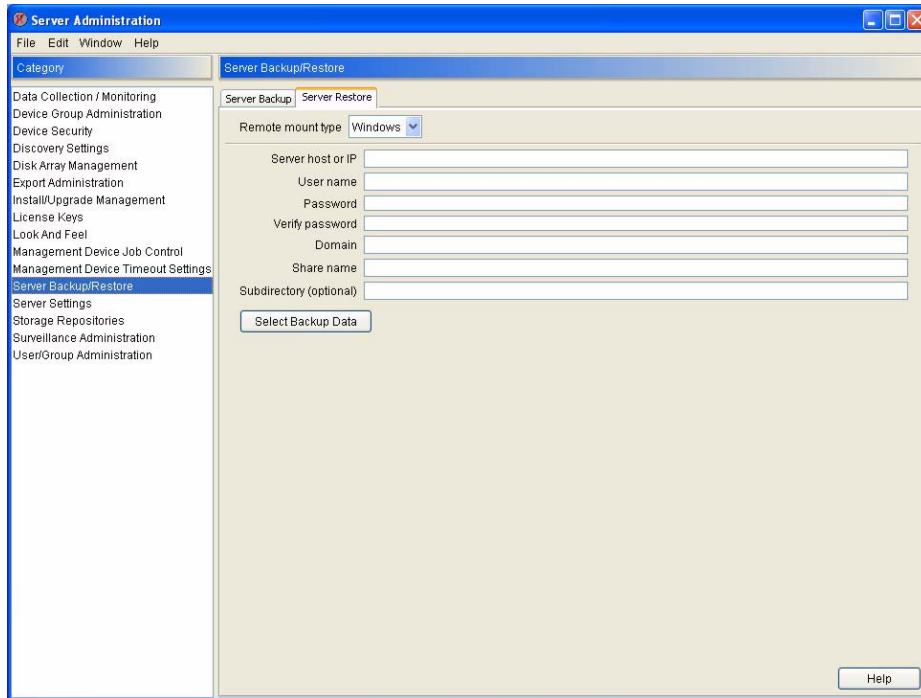 Server Administration
File Edit Window Help
Category
Server Backup/Restore
Data Collection / Monitoring
Device Group Administration
Device Security
Discovery Settings
Disk Array Management
Export Administration
Install/Upgrade Management
License Keys
Look And Feel
Management Device Job Control
Management Device Timeout Settings
Server Backup/Restore
Server Settings
Storage Repositories
Surveillance Administration
User/Group Administration
Server Backup Server Restore
Remote mount type Windows
Server host or IP
User name
Password
Verify password
Domain
Share name
Subdirectory (optional)
Select Backup Data
Help